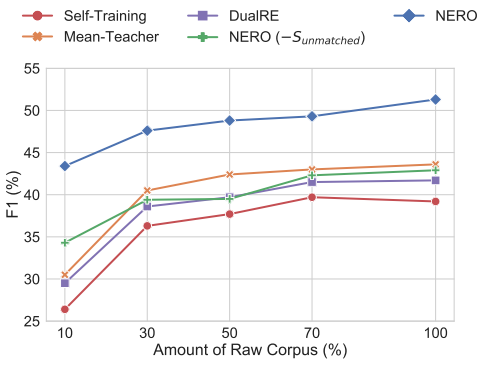 Self-Training
DualRE
NERO
Mean-Teacher
NERO (−S_unmatched)
55
50
45
40
35
30
25
F1 (%)
10 30 50 70 100
Amount of Raw Corpus (%)